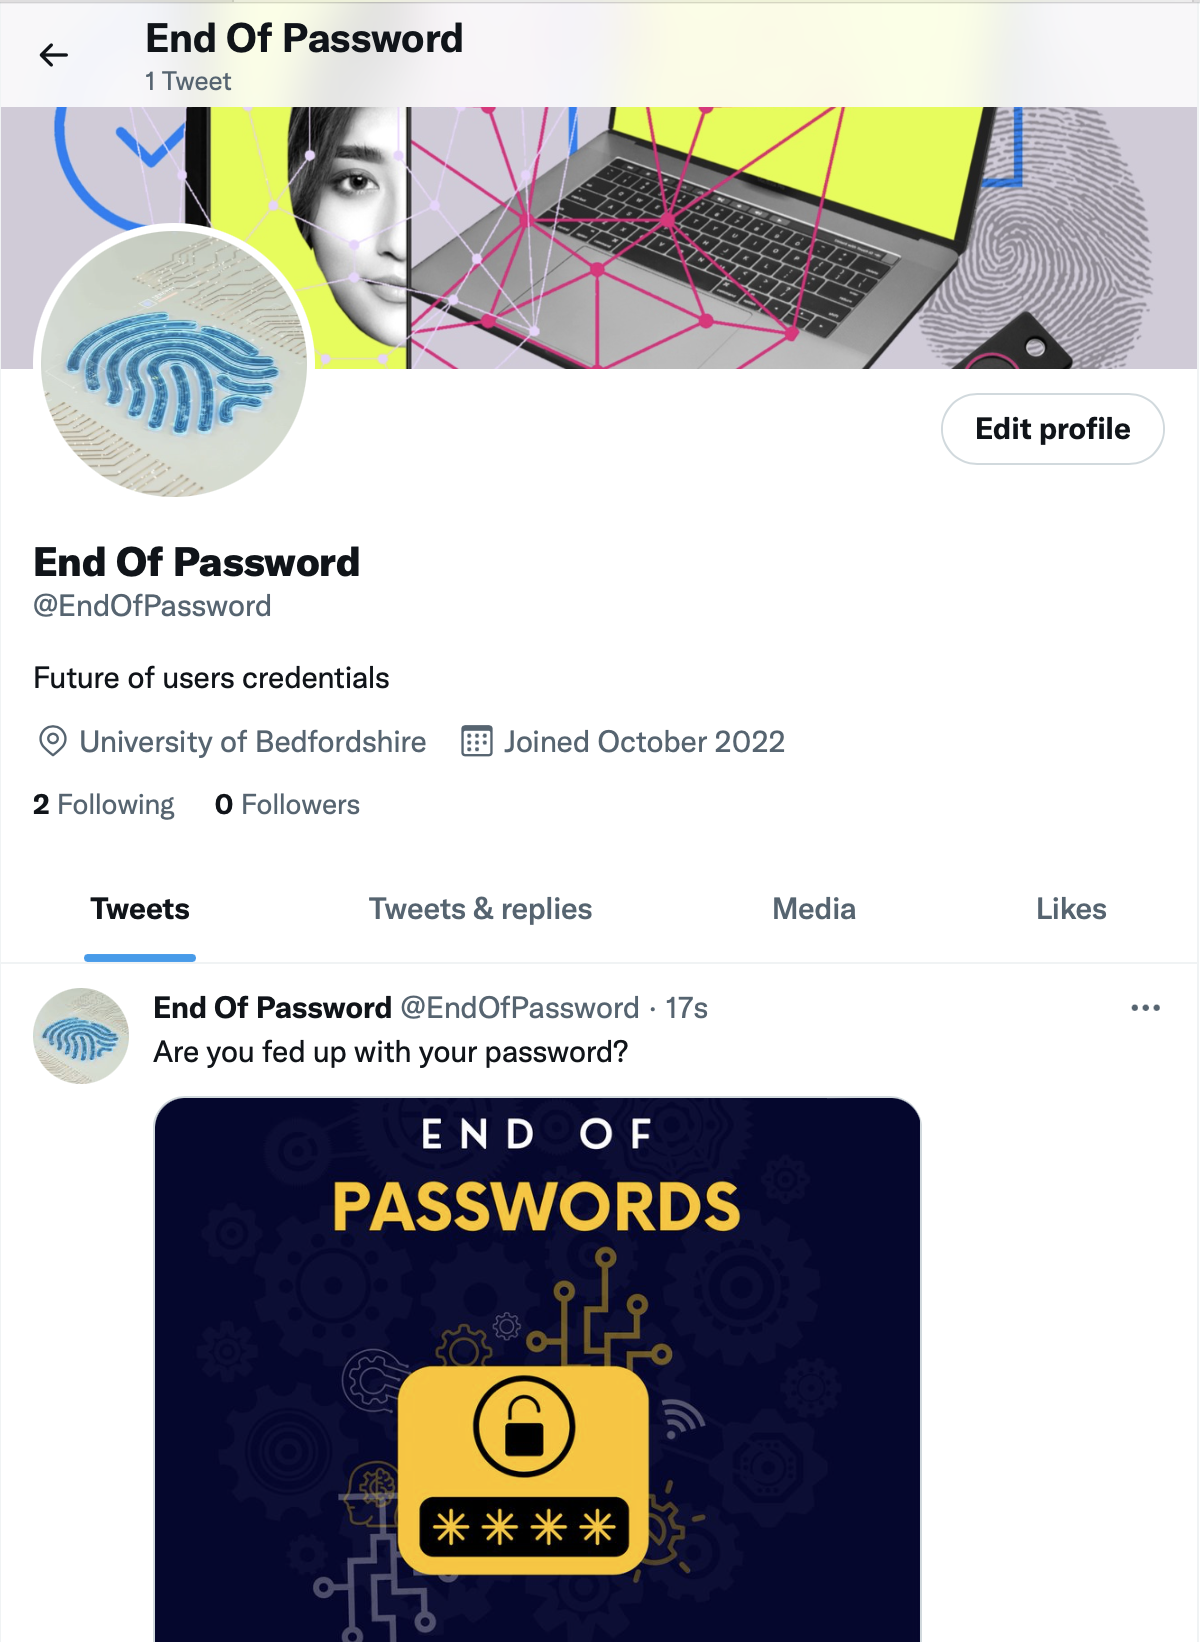 End Of Password
1 Tweet
Edit profile
End Of Password
@EndOfPassword
Future of users credentials
University of Bedfordshire Joined October 2022
2 Following 0 Followers
Tweets Tweets & replies Media Likes
End Of Password @EndOfPassword · 17s
Are you fed up with your password?
END OF
PASSWORDS